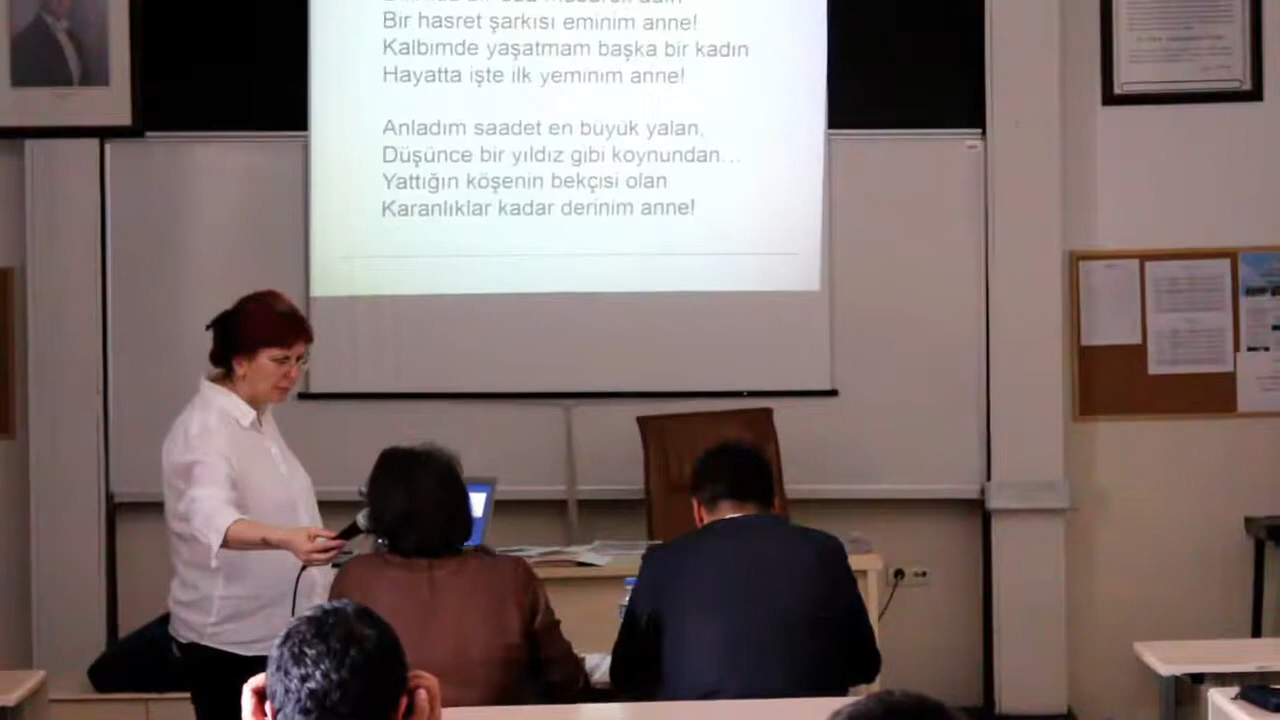 Bir hasret şarkısı eminim anne!
Kalbimde yaşatmam başka bir kadın
Hayatta işte ilk yeminim anne!
Anladım saadet en büyük yalan,
Düşünce bir yıldız gibi koynundan...
Yattığın köşenin bekçisi olan
Karanlıklar kadar derinim anne!